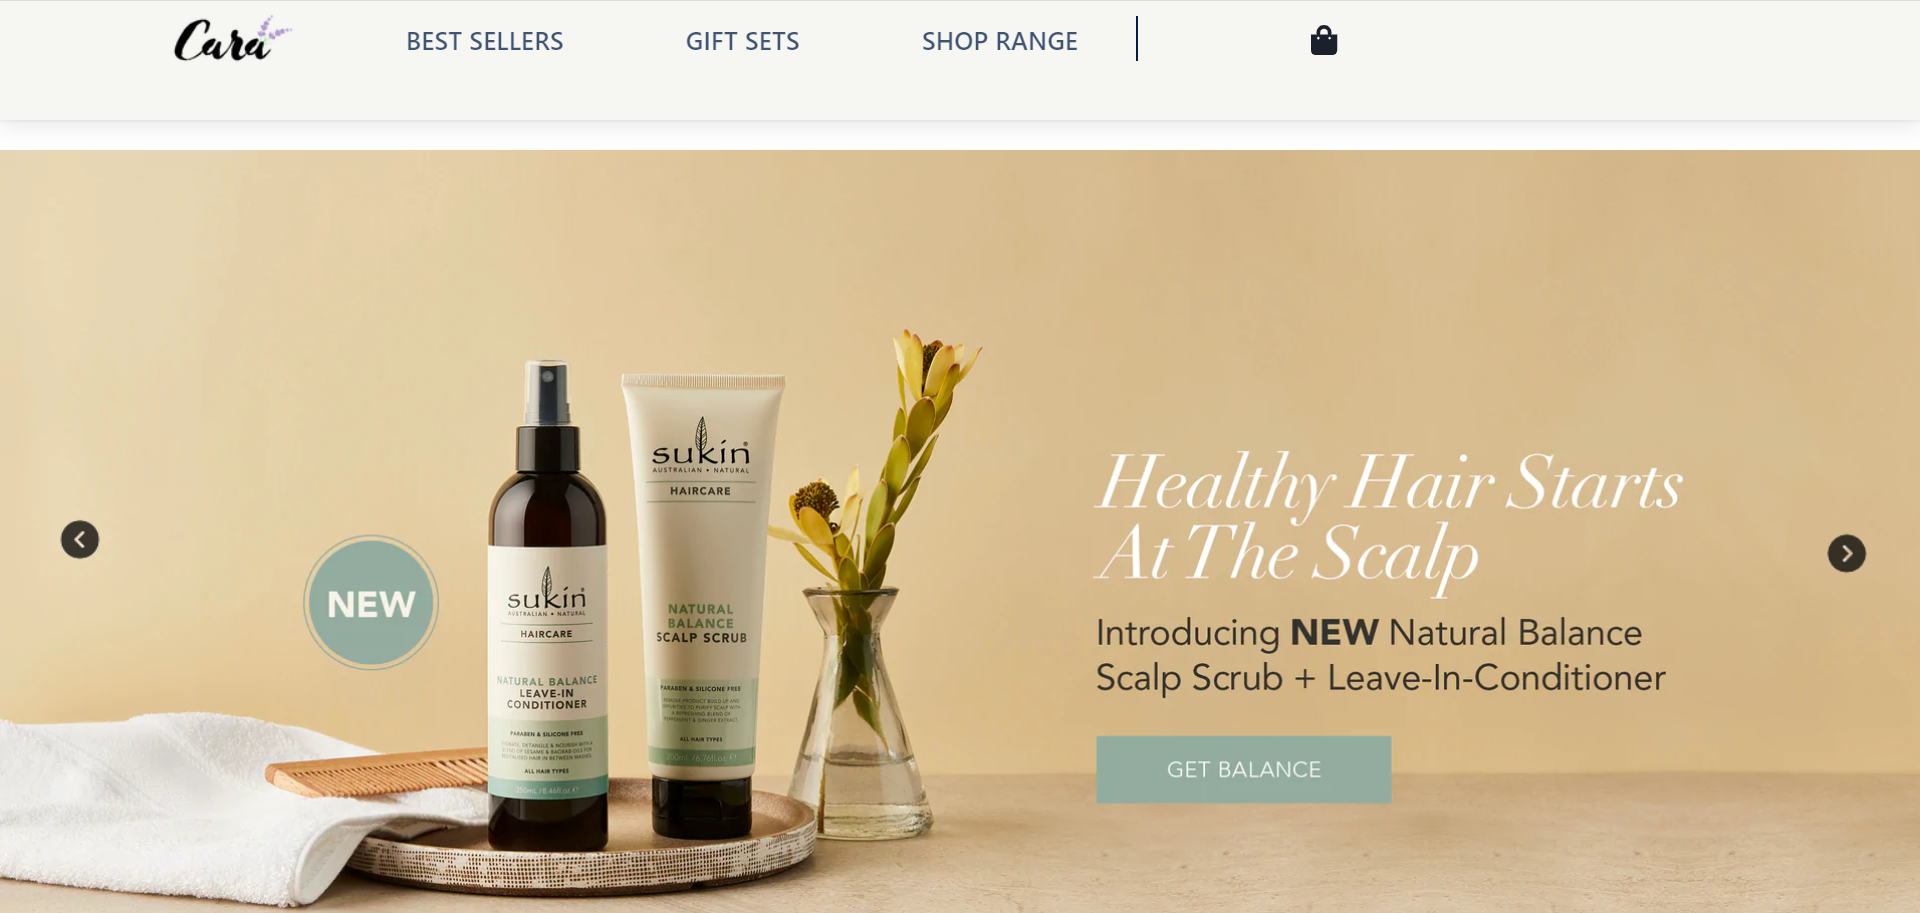 Cara
BEST SELLERS
GIFT SETS
SHOP RANGE
Healthy Hair Starts
At The Scalp
Introducing NEW Natural Balance
Scalp Scrub + Leave-In-Conditioner
GET BALANCE
NEW
sukin
AUSTRALIAN • NATURAL
HAIRCARE
NATURAL BALANCE
LEAVE-IN
CONDITIONER
PARABEN & SILICONE FREE
ALL HAIR TYPES
250mL / 8.46fl.oz
sukin
AUSTRALIAN • NATURAL
HAIRCARE
NATURAL
BALANCE
SCALP SCRUB
PARABEN & SILICONE FREE
ALL HAIR TYPES
200mL / 6.76fl.oz